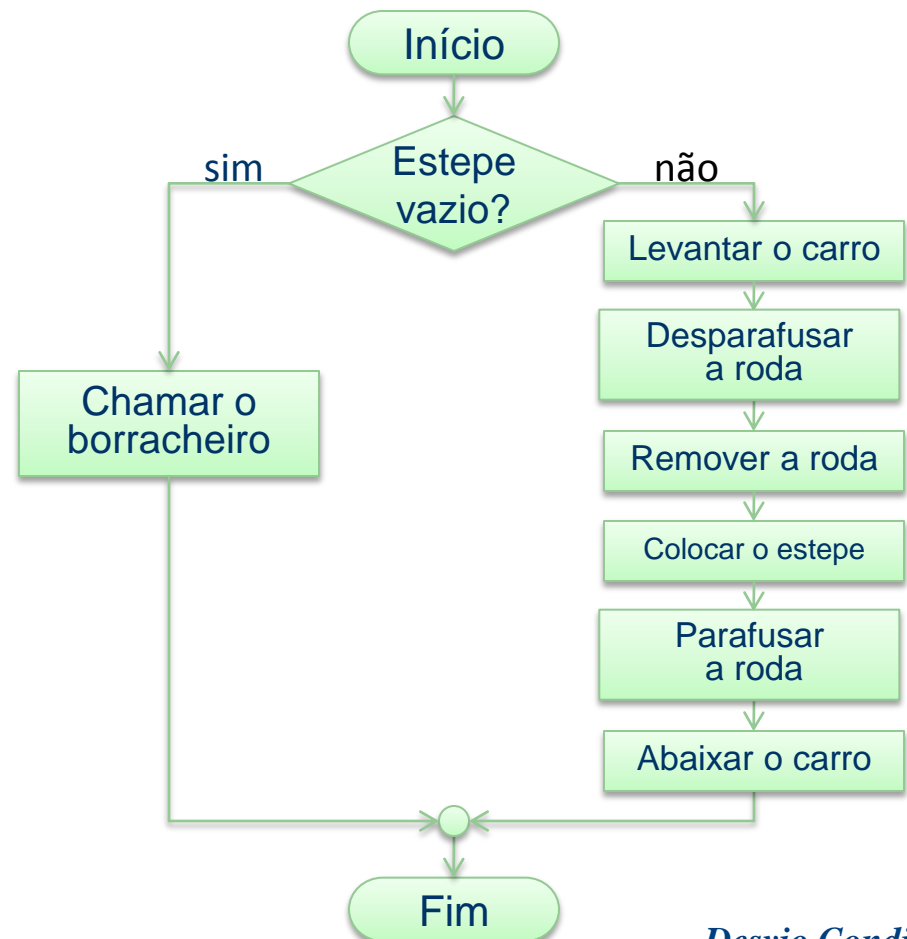 Início
Estepe
vazio?
sim
não
Chamar o
borracheiro
Levantar o carro
Desparafusar
a roda
Remover a roda
Colocar o estepe
Parafusar
a roda
Abaixar o carro
Fim
Desvio